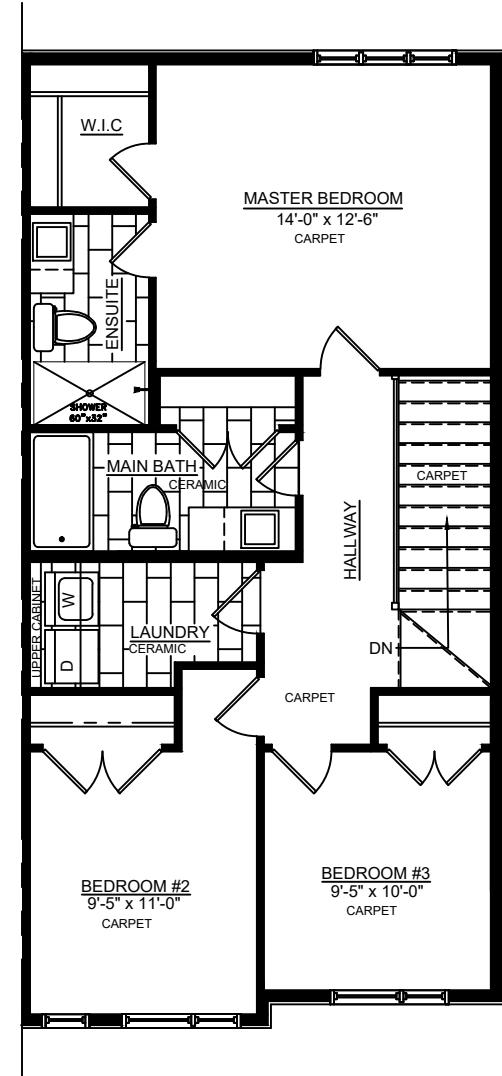 W.I.C
MASTER BEDROOM
14'-0" x 12'-6"
CARPET
ENSUITE
SHOWER
60"x32"
MAIN BATH
CERAMIC
CARPET
HALLWAY
UPPER CABINET
W
D
LAUNDRY
CERAMIC
DN
CARPET
BEDROOM #2
9'-5" x 11'-0"
CARPET
BEDROOM #3
9'-5" x 10'-0"
CARPET